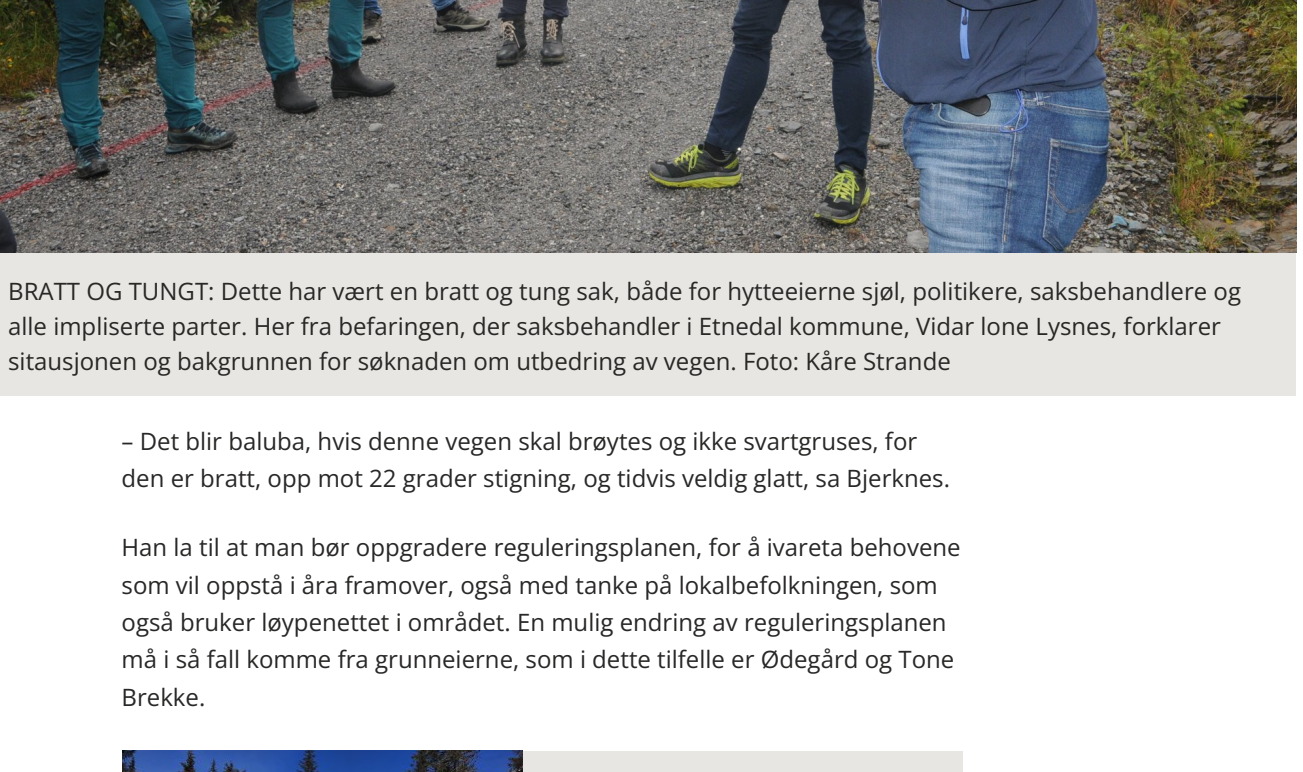 BRATT OG TUNGT: Dette har vært en bratt og tung sak, både for hytteeierne sjøl, politikere, saksbehandlere og
alle impliserte parter. Her fra befaringen, der saksbehandler i Etnedal kommune, Vidar lone Lysnes, forklarer
sitausjonen og bakgrunnen for søknaden om utbedring av vegen. Foto: Kåre Strande
– Det blir baluba, hvis denne vegen skal brøytes og ikke svartgruses, for
den er bratt, opp mot 22 grader stigning, og tidvis veldig glatt, sa Bjerknes.
Han la til at man bør oppgradere reguleringsplanen, for å ivareta behovene
som vil oppstå i åra framover, også med tanke på lokalbefolkningen, som
også bruker løypenettet i området. En mulig endring av reguleringsplanen
må i så fall komme fra grunneierne, som i dette tilfelle er Ødegård og Tone
Brekke.